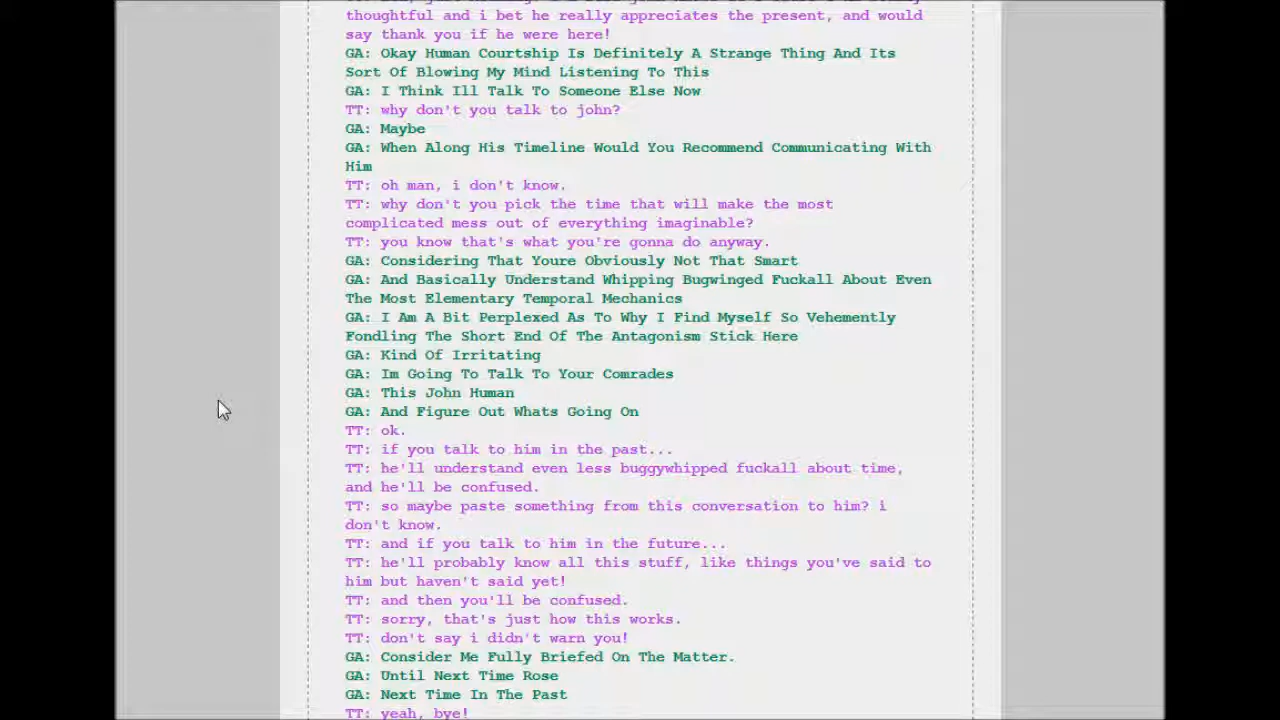 thoughtful and i bet he really appreciates the present, and would
say thank you if he were here!
GA: Okay Human Courtship Is Definitely A Strange Thing And Its
Sort Of Blowing My Mind Listening To This
GA: I Think Ill Talk To Someone Else Now
TT: why don't you talk to john?
GA: Maybe
GA: When Along His Timeline Would You Recommend Communicating With
Him
TT: oh man, i don't know.
TT: why don't you pick the time that will make the most
complicated mess out of everything imaginable?
TT: you know that's what you're gonna do anyway.
GA: Considering That Youre Obviously Not That Smart
GA: And Basically Understand Whipping Bugwinged Fuckall About Even
The Most Elementary Temporal Mechanics
GA: I Am A Bit Perplexed As To Why I Find Myself So Vehemently
Fondling The Short End Of The Antagonism Stick Here
GA: Kind Of Irritating
GA: Im Going To Talk To Your Comrades
GA: This John Human
GA: And Figure Out Whats Going On
TT: ok.
TT: if you talk to him in the past...
TT: he'll understand even less buggywhipped fuckall about time,
and he'll be confused.
TT: so maybe paste something from this conversation to him? i
don't know.
TT: and if you talk to him in the future...
TT: he'll probably know all this stuff, like things you've said to
him but haven't said yet!
TT: and then you'll be confused.
TT: sorry, that's just how this works.
TT: don't say i didn't warn you!
GA: Consider Me Fully Briefed On The Matter.
GA: Until Next Time Rose
GA: Next Time In The Past
TT: yeah, bye!